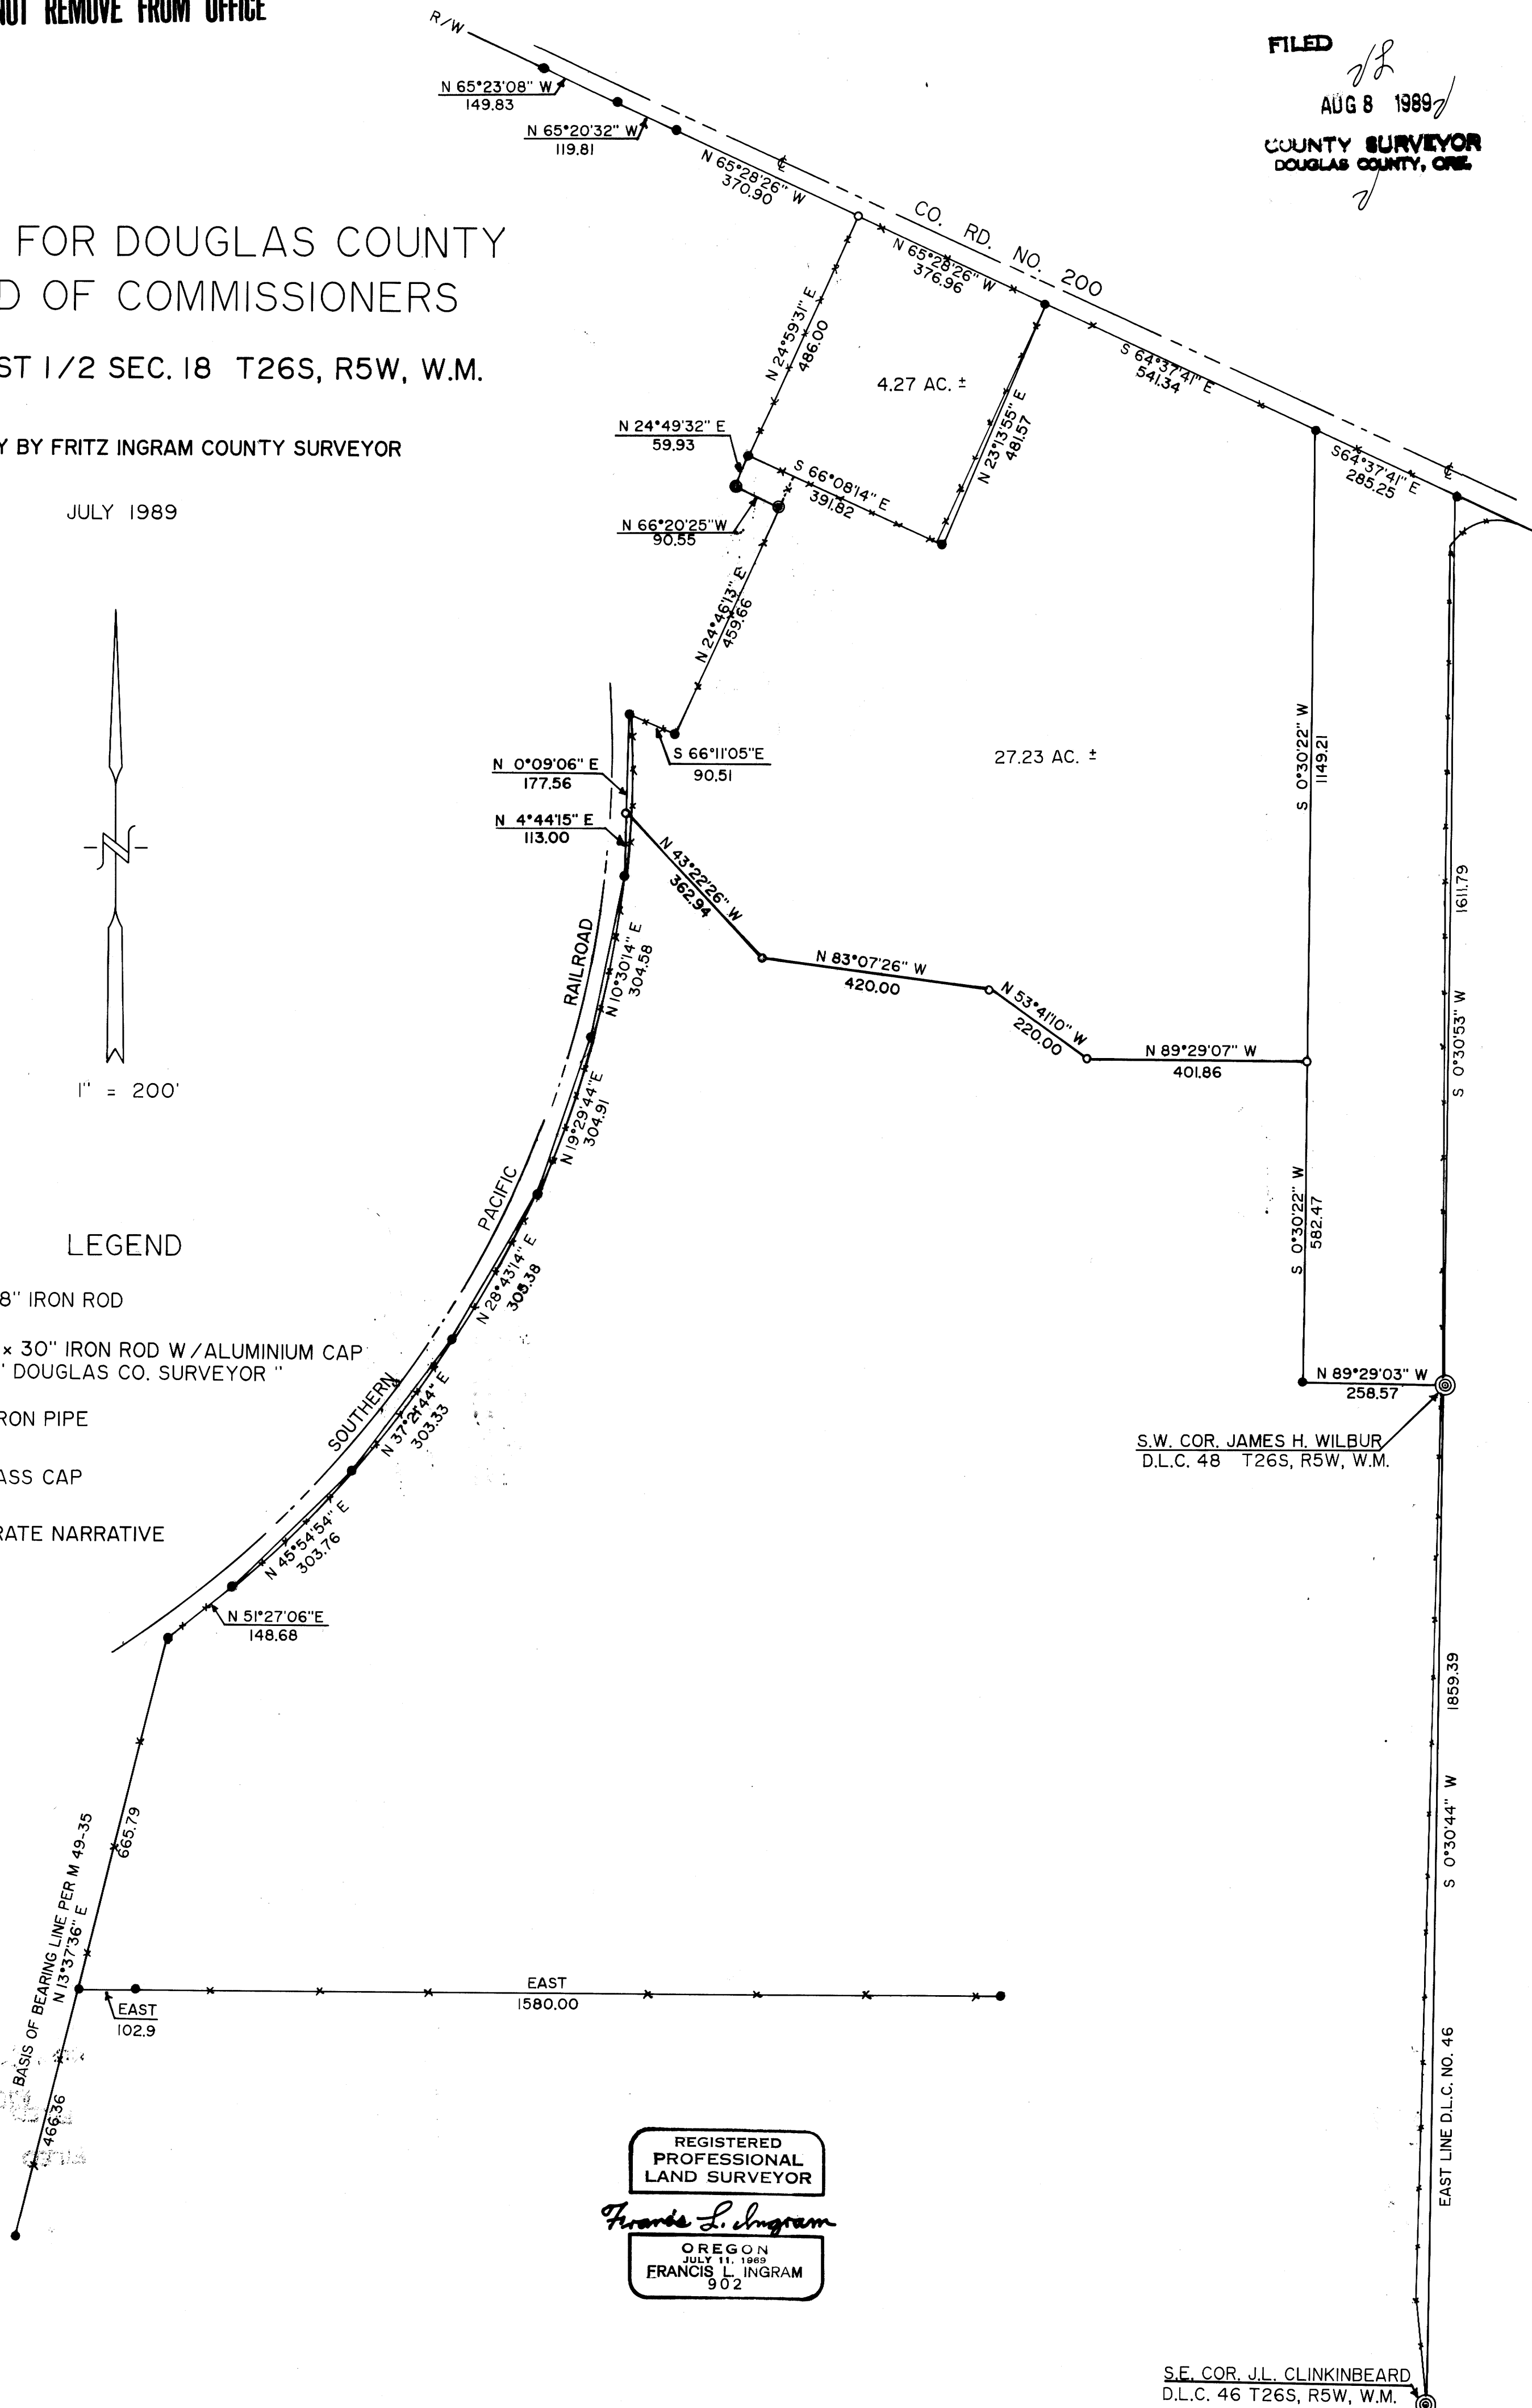 NOT REMOVE FROM OFFICE
FILED
AUG 8 1989
COUNTY SURVEYOR
DOUGLAS COUNTY, ORE.
R/W
N 65°23'08" W
149.83
N 65°20'32" W
119.81
N 65°28'26" W
370.90
CO. RD. NO. 200
N 65°28'26" W
376.96
FOR DOUGLAS COUNTY
D OF COMMISSIONERS
ST 1/2 SEC. 18 T26S, R5W, W.M.
Y BY FRITZ INGRAM COUNTY SURVEYOR
JULY 1989
N 24°59'31" E
486.00
4.27 AC. ±
N 23°13'55" E
481.57
S 64°37'41" E
541.34
S64°37'41" E
285.25
N 24°49'32" E
59.93
S 66°08'14" E
391.82
N 66°20'25"W
90.55
N 24°46'13" E
459.66
N
S 66°11'05"E
90.51
N 0°09'06" E
177.56
N 4°44'15" E
113.00
27.23 AC. ±
S 0°30'22" W
1149.21
1611.79
S 0°30'53" W
N 43°22'26" W
362.94
N 83°07'26" W
420.00
N 53°41'10" W
220.00
N 89°29'07" W
401.86
1" = 200'
SOUTHERN PACIFIC RAILROAD
N 10°30'14" E
304.58
N 19°29'44"E
304.91
N 28°43'14" E
305.38
N 37°21'44" E
303.33
N 45°54'54" E
303.76
N 51°27'06"E
148.68
S 0°30'22" W
582.47
N 89°29'03" W
258.57
S.W. COR. JAMES H. WILBUR
D.L.C. 48 T26S, R5W, W.M.
LEGEND
8" IRON ROD
x 30" IRON ROD W/ALUMINIUM CAP
" DOUGLAS CO. SURVEYOR "
RON PIPE
ASS CAP
RATE NARRATIVE
1859.39
S 0°30'44" W
EAST LINE D.L.C. NO. 46
665.79
BASIS OF BEARING LINE PER M 49-35
N 13°37'36" E
466.36
EAST
102.9
EAST
1580.00
REGISTERED
PROFESSIONAL
LAND SURVEYOR
Francis L. Ingram
OREGON
JULY 11, 1969
FRANCIS L. INGRAM
902
S.E. COR. J.L. CLINKINBEARD
D.L.C. 46 T26S, R5W, W.M.